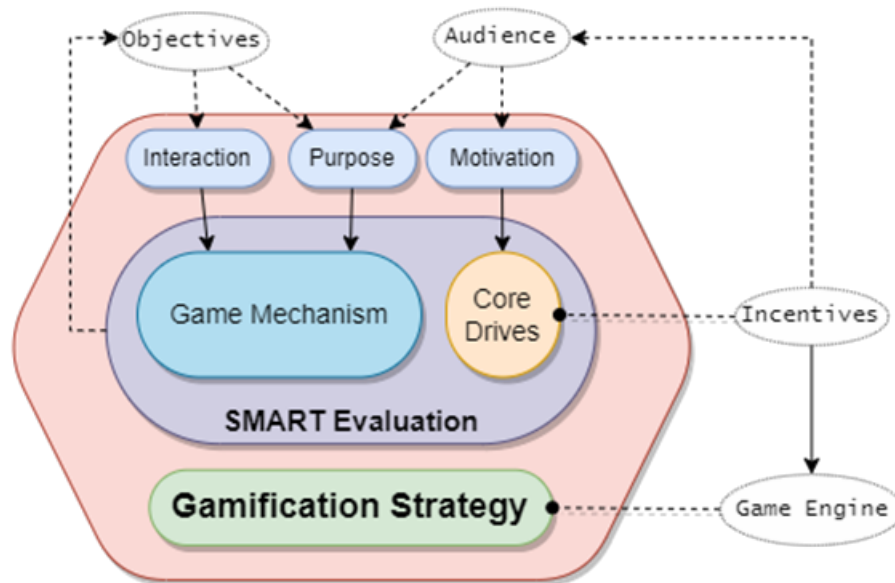 Objectives
Audience
Interaction
Purpose
Motivation
Game Mechanism
Core
Drives
Incentives
SMART Evaluation
Gamification Strategy
Game Engine